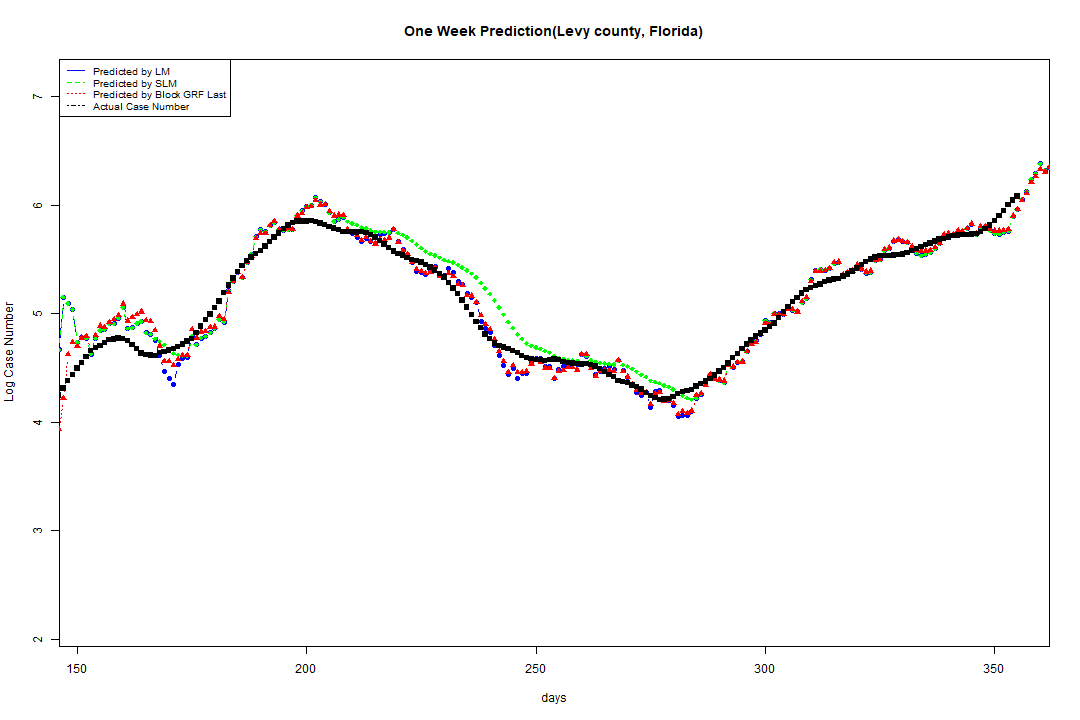 One Week Prediction(Levy county, Florida)
Predicted by LM
Predicted by SLM
Predicted by Block GRF Last
Actual Case Number
Log Case Number
7
6
5
4
3
2
150 200 250 300 350
days